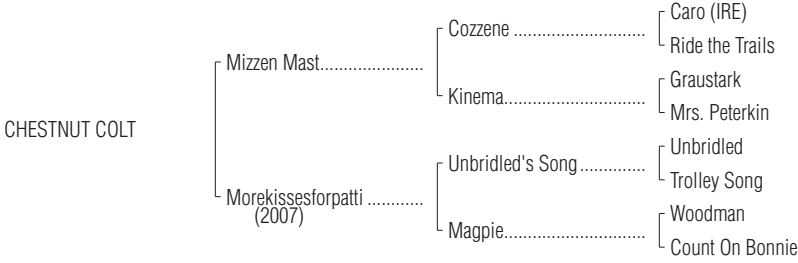 Caro (IRE)
Cozzene ............................
Ride the Trails
Mizzen Mast......................
Graustark
Kinema..............................
Mrs. Peterkin
CHESTNUT COLT
Unbridled
Unbridled's Song ..............
Trolley Song
Morekissesforpatti ............
(2007)
Woodman
Magpie..............................
Count On Bonnie